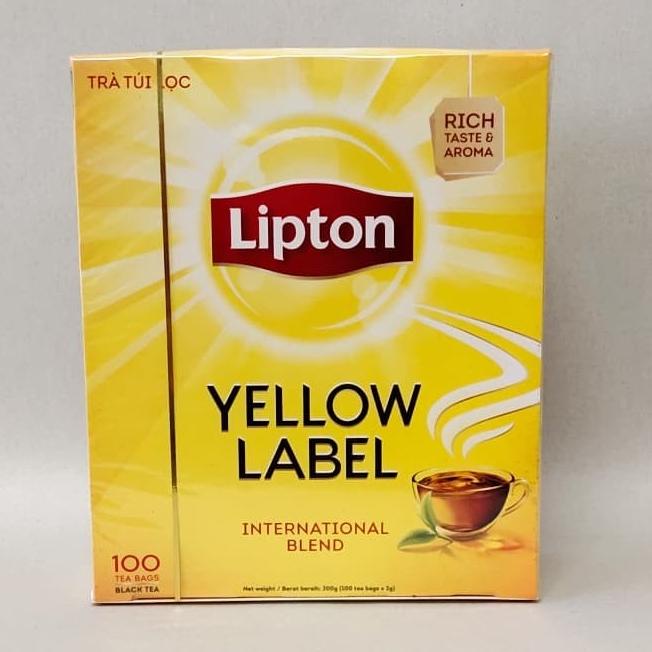 TRÀ TÚI LỌC
RICH
TASTE &
AROMA
Lipton
YELLOW
LABEL
INTERNATIONAL
BLEND
100
TEA BAGS
BLACK TEA
Net weight / Berat bersih: 200g (100 tea bags x 2g)